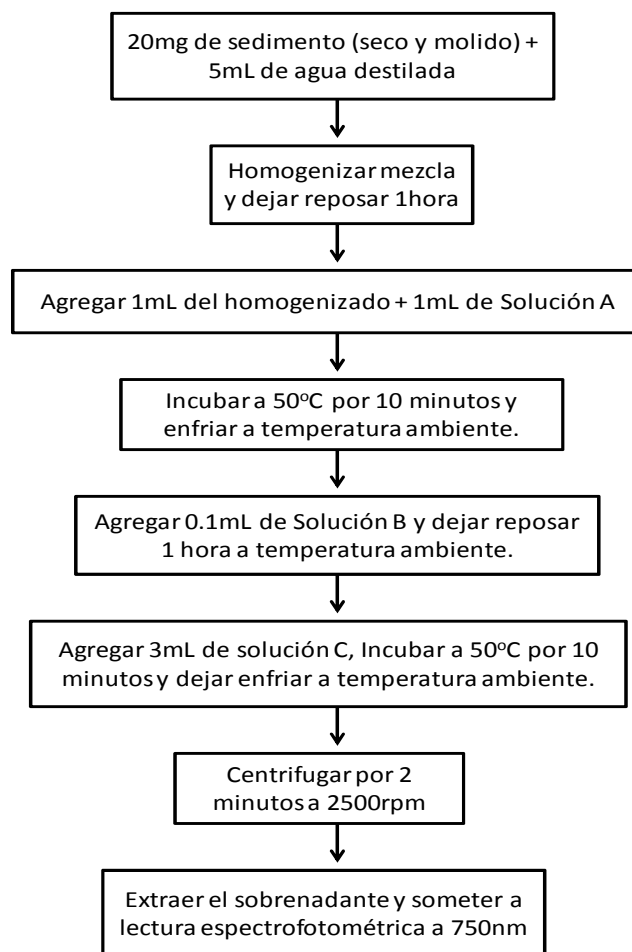 20mg de sedimento (seco y molido) +
5mL de agua destilada
Homogenizar mezcla
y dejar reposar 1hora
Agregar 1mL del homogenizado + 1mL de Solución A
Incubar a 50ºC por 10 minutos y
enfriar a temperatura ambiente.
Agregar 0.1mL de Solución B y dejar reposar
1 hora a temperatura ambiente.
Agregar 3mL de solución C, Incubar a 50ºC por 10
minutos y dejar enfriar a temperatura ambiente.
Centrifugar por 2
minutos a 2500rpm
Extraer el sobrenadante y someter a
lectura espectrofotométrica a 750nm